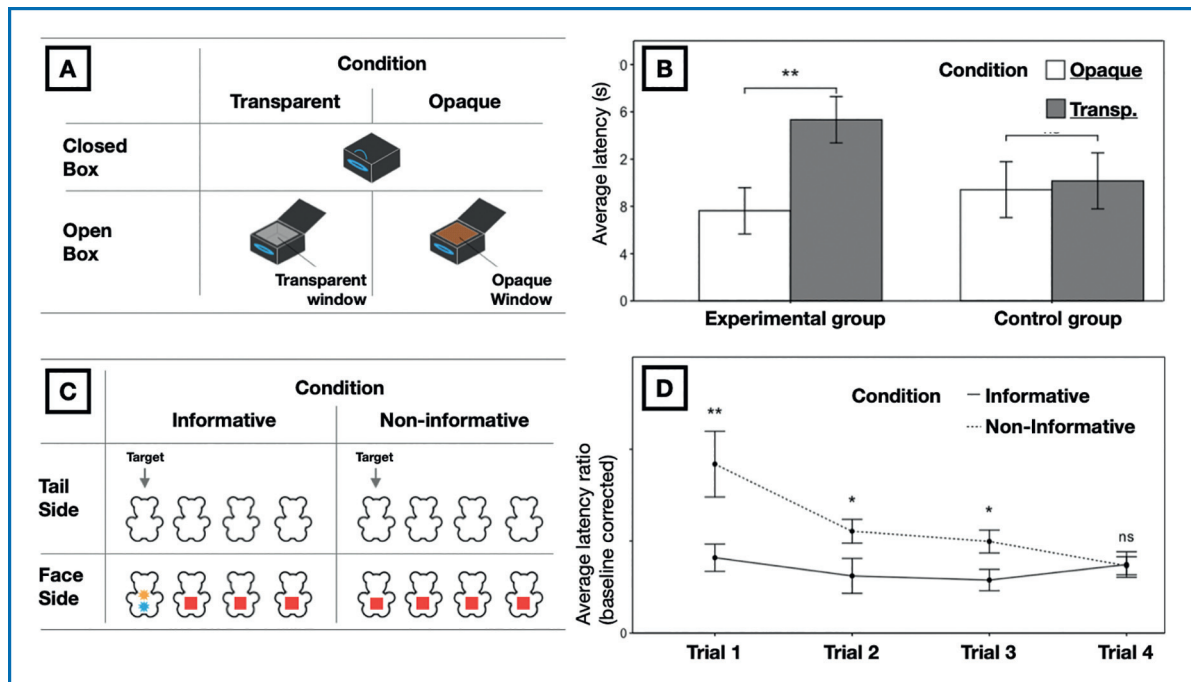 A
Condition
Transparent
Opaque
Closed
Box
Open
Box
Transparent
window
Opaque
Window
B
Condition
Opaque
Transp.
**
Average latency (s)
0
6
2
8
4
0
Experimental group
Control group
C
Condition
Informative
Non-informative
Target
Target
Tail
Side
Face
Side
D
Condition
Informative
Non-Informative
**
*
*
ns
Average latency ratio
(baseline corrected)
0
Trial 1
Trial 2
Trial 3
Trial 4